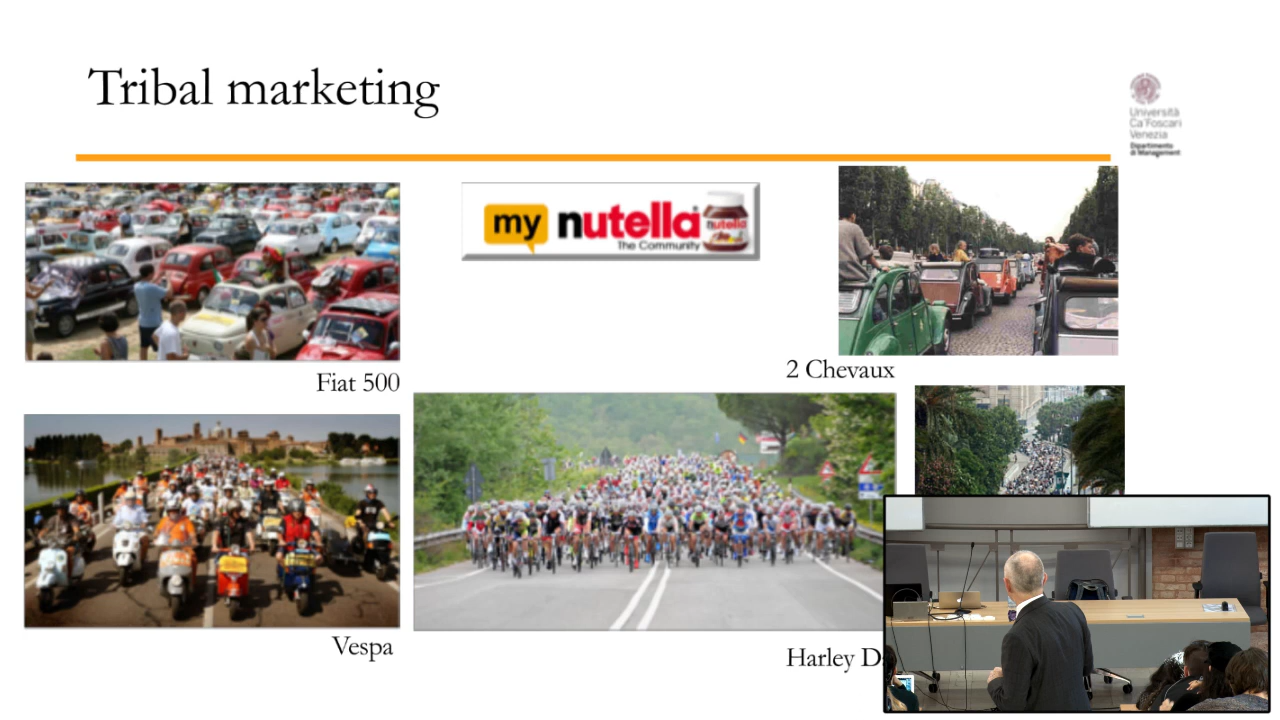 Tribal marketing
Università
Ca'Foscari
Venezia
Dipartimento
di Management
my nutella
The Community
nutella
2 Chevaux
Fiat 500
Vespa
Harley